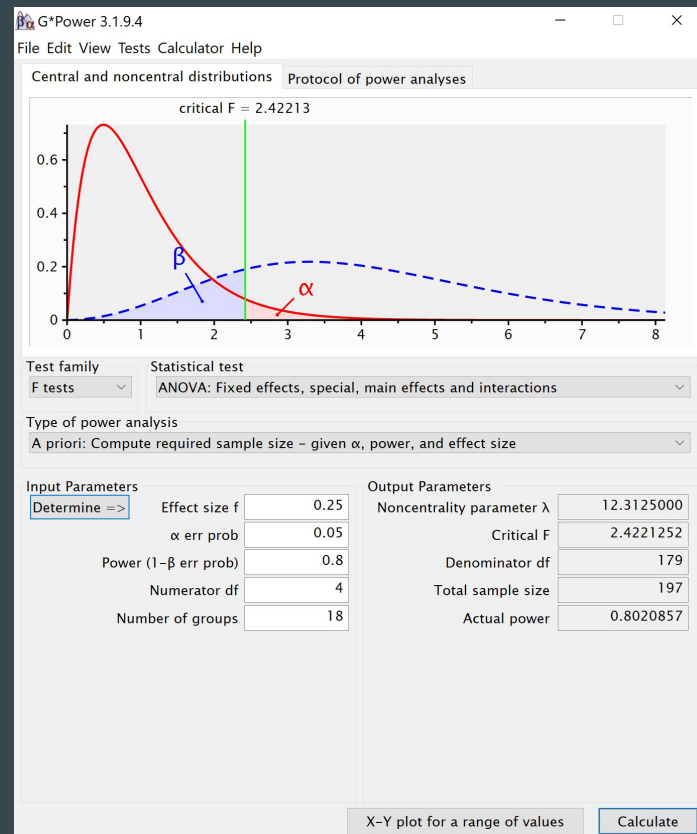 βα G*Power 3.1.9.4
File Edit View Tests Calculator Help
Central and noncentral distributions Protocol of power analyses
critical F = 2.42213
0.6
0.4
0.2
0
β
α
0 1 2 3 4 5 6 7 8
Test family Statistical test
F tests ANOVA: Fixed effects, special, main effects and interactions
Type of power analysis
A priori: Compute required sample size – given α, power, and effect size
Input Parameters Output Parameters
Determine => Effect size f 0.25 Noncentrality parameter λ 12.3125000
α err prob 0.05 Critical F 2.4221252
Power (1-β err prob) 0.8 Denominator df 179
Numerator df 4 Total sample size 197
Number of groups 18 Actual power 0.8020857
X-Y plot for a range of values Calculate